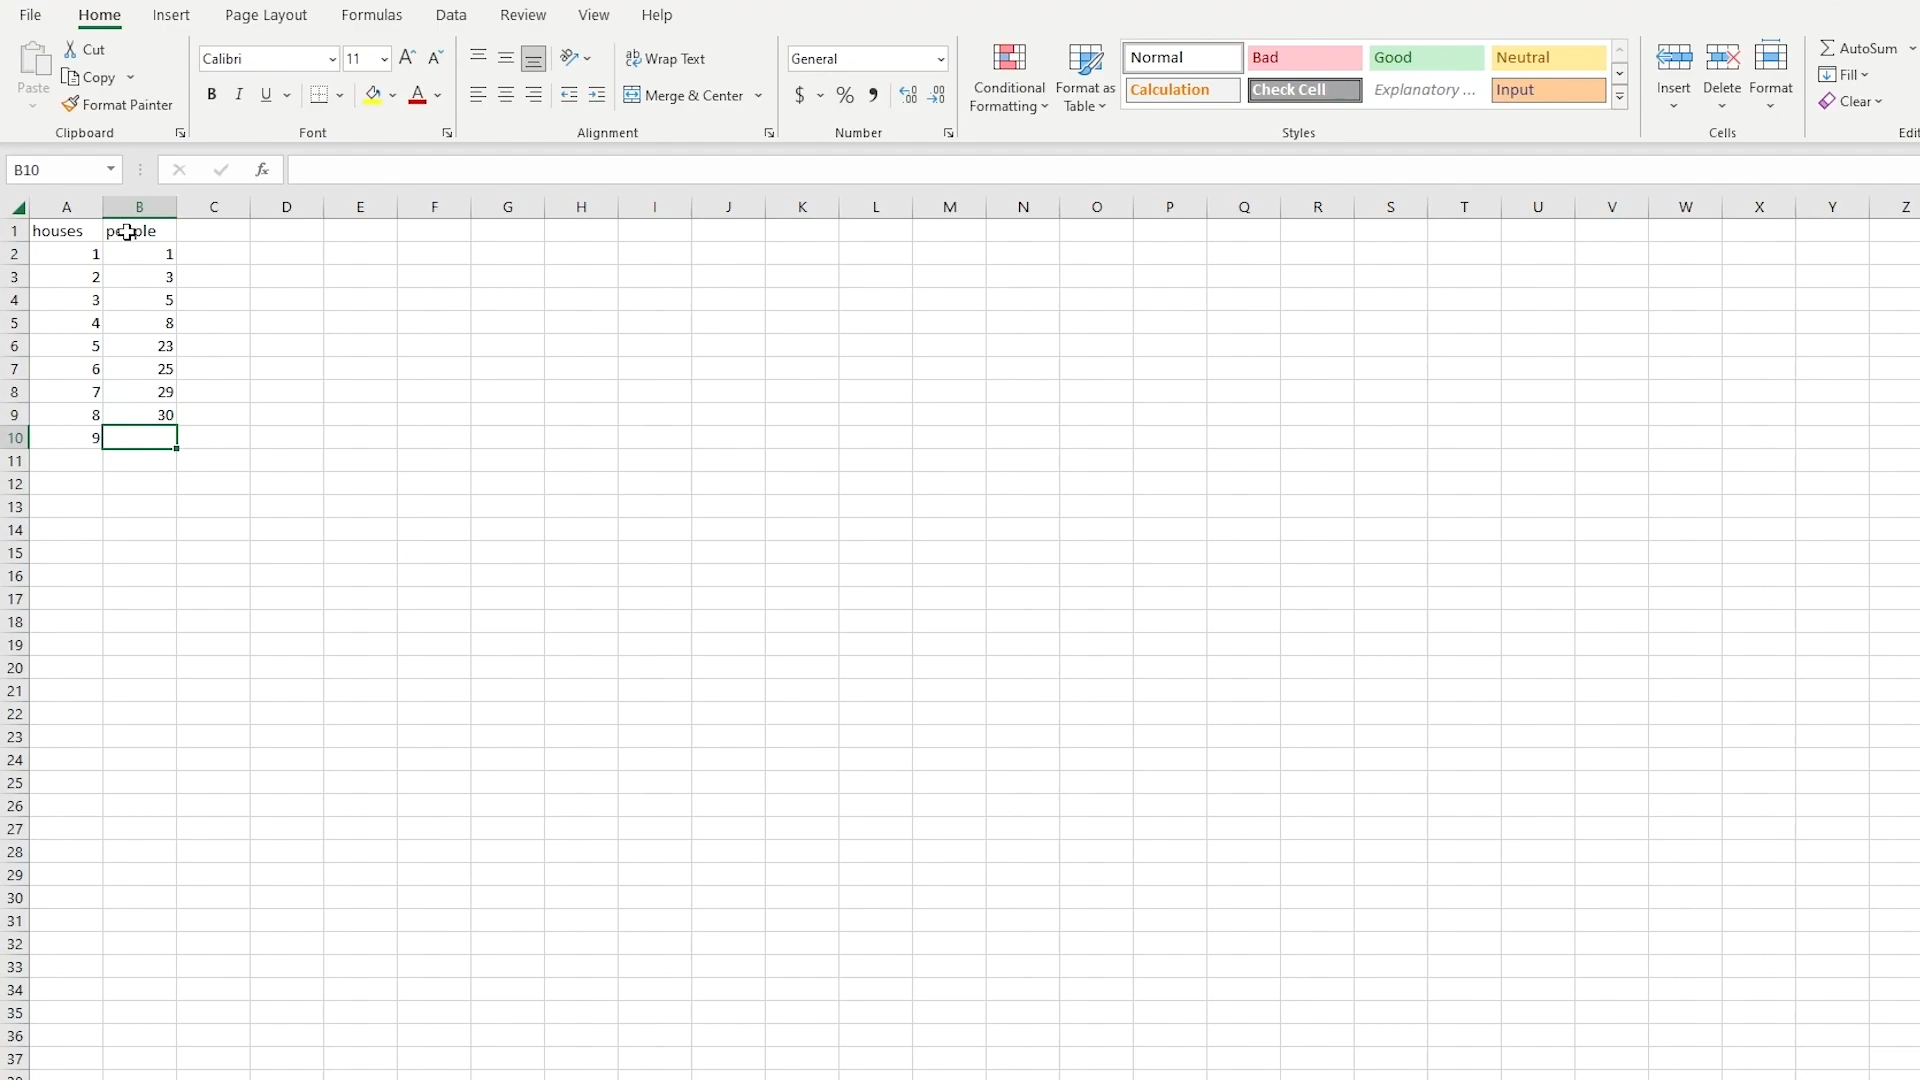 File Home Insert Page Layout Formulas Data Review View Help
Paste
Cut
Copy
Format Painter
Clipboard
Calibri 11 A^ Aˇ
B I U A
Font
ab Wrap Text
Merge & Center
Alignment
General
$ % 9 .00
Number
Conditional Formatting
Format as Table
Normal Bad Good Neutral
Calculation Check Cell Explanatory ... Input
Styles
Insert Delete Format
Cells
Σ AutoSum
Fill
Clear
Edit
B10 fx
A B C D E F G H I J K L M N O P Q R S T U V W X Y Z
1 houses people
2 1 1
3 2 3
4 3 5
5 4 8
6 5 23
7 6 25
8 7 29
9 8 30
10 9
11
12
13
14
15
16
17
18
19
20
21
22
23
24
25
26
27
28
29
30
31
32
33
34
35
36
37